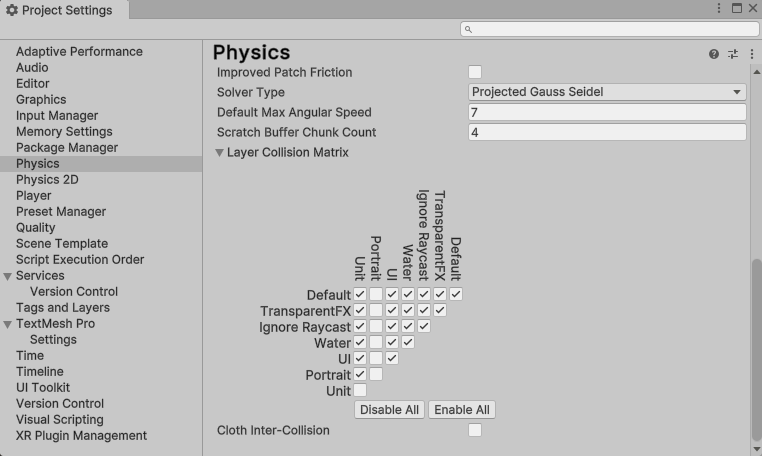 Project Settings
Adaptive Performance
Audio
Editor
Graphics
Input Manager
Memory Settings
Package Manager
Physics
Physics 2D
Player
Preset Manager
Quality
Scene Template
Script Execution Order
Services
Version Control
Tags and Layers
TextMesh Pro
Settings
Time
Timeline
UI Toolkit
Version Control
Visual Scripting
XR Plugin Management
Physics
Improved Patch Friction
Solver Type Projected Gauss Seidel
Default Max Angular Speed 7
Scratch Buffer Chunk Count 4
Layer Collision Matrix
Unit
Portrait
UI
Water
Ignore Raycast
TransparentFX
Default
Default
TransparentFX
Ignore Raycast
Water
UI
Portrait
Unit
Disable All Enable All
Cloth Inter-Collision